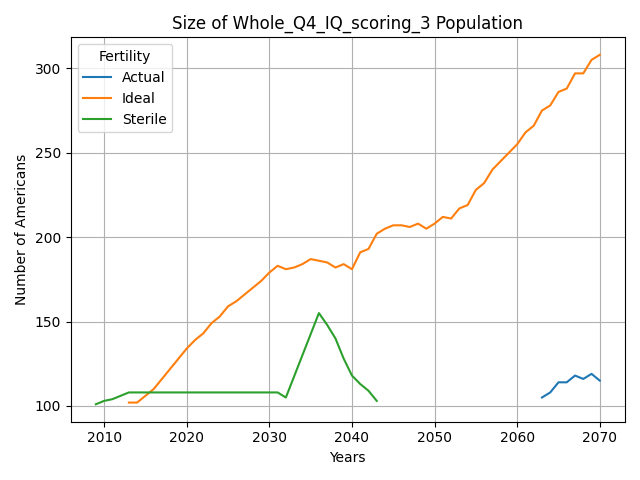 Size of Whole_Q4_IQ_scoring_3 Population
Fertility
Actual
Ideal
Sterile
Number of Americans
300
250
200
150
100
2010
2020
2030
2040
2050
2060
2070
Years